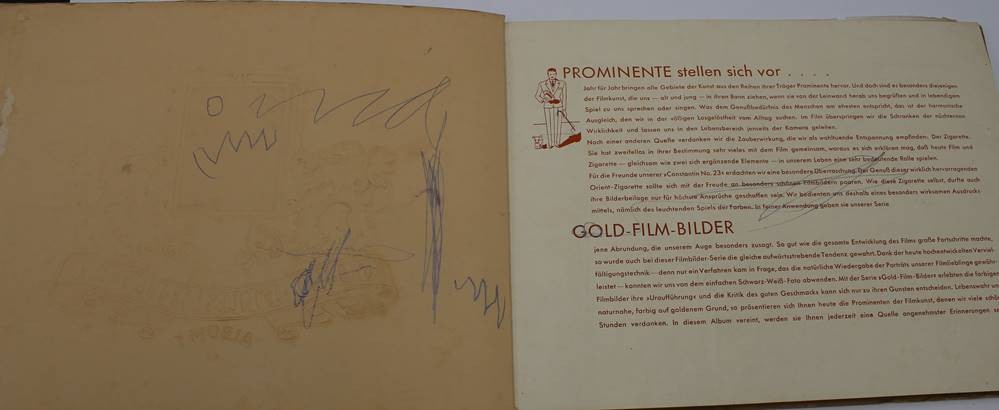 PROMINENTE stellen sich vor . . . .
Jahr für Jahr bringen alle Gebiete der Kunst aus den Reihen ihrer Träger Prominente hervor. Und doch sind es besonders diejenigen
der Filmkunst, die uns — alt und jung — in ihren Bann ziehen, wenn sie von der Leinwand herab uns begrüßen und in lebendigem
Spiel zu uns sprechen oder singen. Was dem Genußbedürfnis des Menschen am ehesten entspricht, das ist der harmonische
Ausgleich, den wir in der völligen Losgelöstheit vom Alltag suchen. Im Film überspringen wir die Schranken der nüchternen
Wirklichkeit und lassen uns in den Lebensbereich jenseits der Kamera geleiten.
Noch einer anderen Quelle verdanken wir die Zauberwirkung, die wir als wohltuende Entspannung empfinden: Der Zigarette.
Sie hat zweifellos in ihrer Bestimmung sehr vieles mit dem Film gemeinsam, woraus es sich erklären mag, daß heute Film und
Zigarette — gleichsam wie zwei sich ergänzende Elemente — in unserem Leben eine sehr bedeutende Rolle spielen.
Für die Freunde unserer »Constantin No. 23« erdachten wir eine besondere Überraschung. Der Genuß dieser wirklich hervorragenden
Orient-Zigarette sollte sich mit der Freude an besonders schönen Filmbildern paaren. Wie diese Zigarette selbst, durfte auch
ihre Bilderbeilage nur für höchste Ansprüche geschaffen sein. Wir bedienten uns deshalb eines besonders wirksamen Ausdrucks-
mittels, nämlich des leuchtenden Spiels der Farben. In feiner Anwendung gaben sie unserer Serie
GOLD-FILM-BILDER
jene Abrundung, die unserem Auge besonders zusagt. So gut wie die gesamte Entwicklung des Films große Fortschritte machte,
so wurde auch bei dieser Filmbilder-Serie die gleiche aufwärtsstrebende Tendenz gewahrt. Dank der heute hochentwickelten Verviel-
fältigungstechnik — denn nur ein Verfahren kam in Frage, das die natürliche Wiedergabe der Porträts unserer Filmlieblinge gewähr-
leistet — konnten wir uns von dem einfachen Schwarz-Weiß-Foto abwenden. Mit der Serie »Gold-Film-Bilder« erlebten die farbigen
Filmbilder ihre »Uraufführung« und die Kritik des guten Geschmacks kann sich nur zu ihren Gunsten entscheiden. Lebenswahr und
naturnahe, farbig auf goldenem Grund, so präsentieren sich Ihnen heute die Prominenten der Filmkunst, denen wir viele schöne
Stunden verdanken. In diesem Album vereint, werden sie Ihnen jederzeit eine Quelle angenehmster Erinnerungen